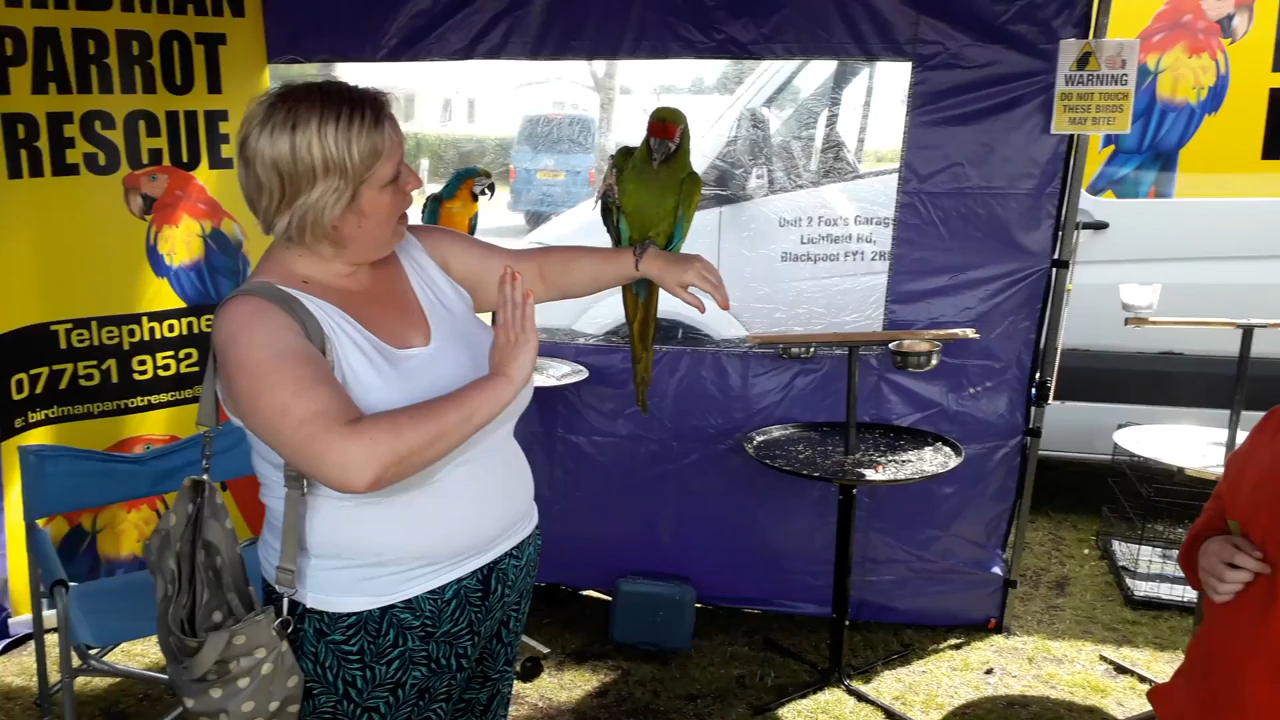 PARROT
RESCUE
Telephone
07751 952
e: birdmanparrotrescue@
Unit 2 Fox's Garage
Lichfield Rd,
Blackpool FY1 2R
WARNING
DO NOT TOUCH
THESE BIRDS
MAY BITE!